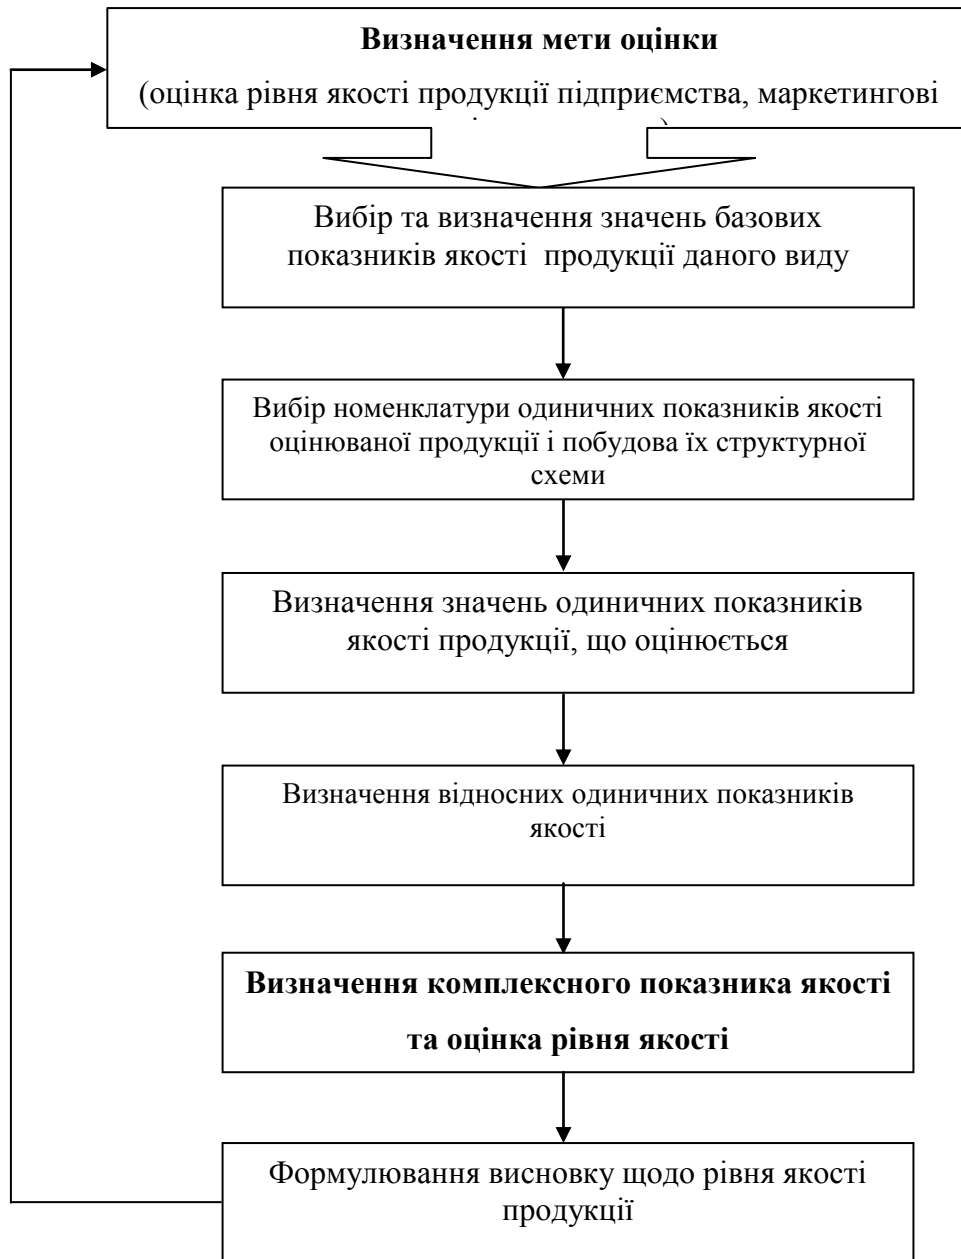 Визначення мети оцінки
(оцінка рівня якості продукції підприємства, маркетингові
Вибір та визначення значень базових
показників якості продукції даного виду
Вибір номенклатури одиничних показників якості
оцінюваної продукції і побудова їх структурної
схеми
Визначення значень одиничних показників
якості продукції, що оцінюється
Визначення відносних одиничних показників
якості
Визначення комплексного показника якості
та оцінка рівня якості
Формулювання висновку щодо рівня якості
продукції